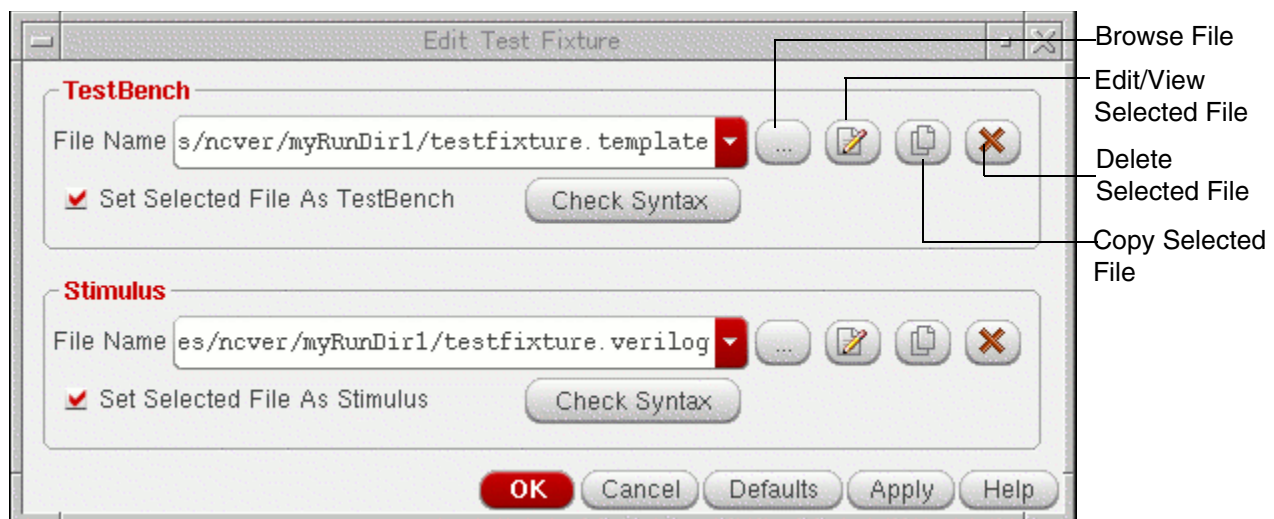 Edit Test Fixture
Browse File
Edit/View
Selected File
Delete
Selected File
Copy Selected
File
TestBench
File Name s/ncver/myRunDir1/testfixture.template ...
Set Selected File As TestBench Check Syntax
Stimulus
File Name es/ncver/myRunDir1/testfixture.verilog ...
Set Selected File As Stimulus Check Syntax
OK Cancel Defaults Apply Help